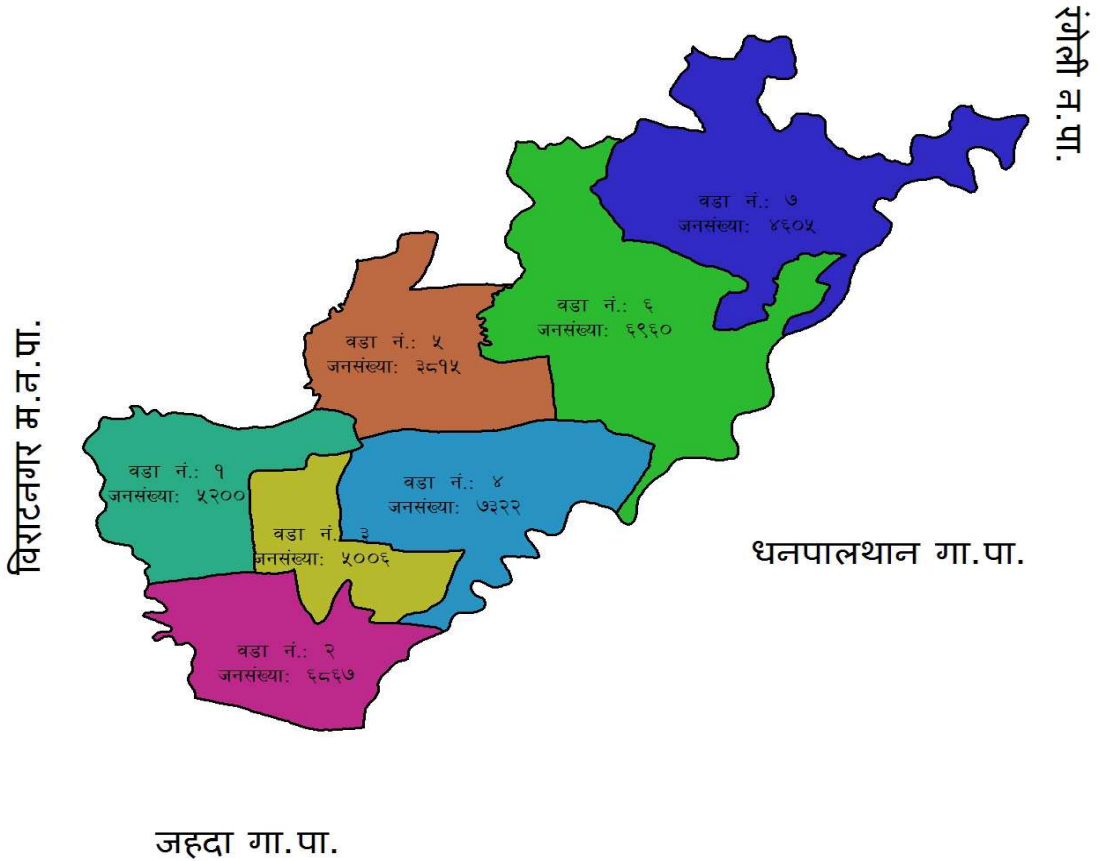 रंगेली न.पा.
वडा नं.: ७
जनसंख्या: ४६०५
वडा नं.: ६
जनसंख्या: ६९६०
वडा नं.: ५
जनसंख्या: ३८१५
विराटनगर म.न.पा.
वडा नं.: १
जनसंख्या: ५२००
वडा नं.: ४
जनसंख्या: ७३२२
वडा नं.: ३
जनसंख्या: ५००६
धनपालथान गा.पा.
वडा नं.: २
जनसंख्या: ६८६७
जहदा गा.पा.